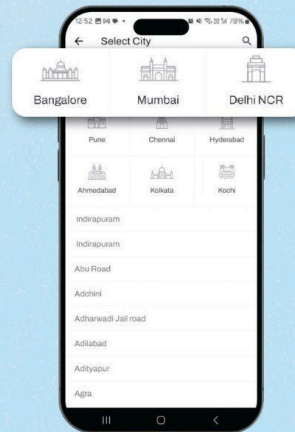 12:52
78%
Select City
Bangalore Mumbai Delhi NCR
Pune Chennai Hyderabad
Ahmedabad Kolkata Kochi
Indirapuram
Indirapuram
Abu Road
Adchini
Adharwadi Jail road
Adilabad
Adityapur
Agra